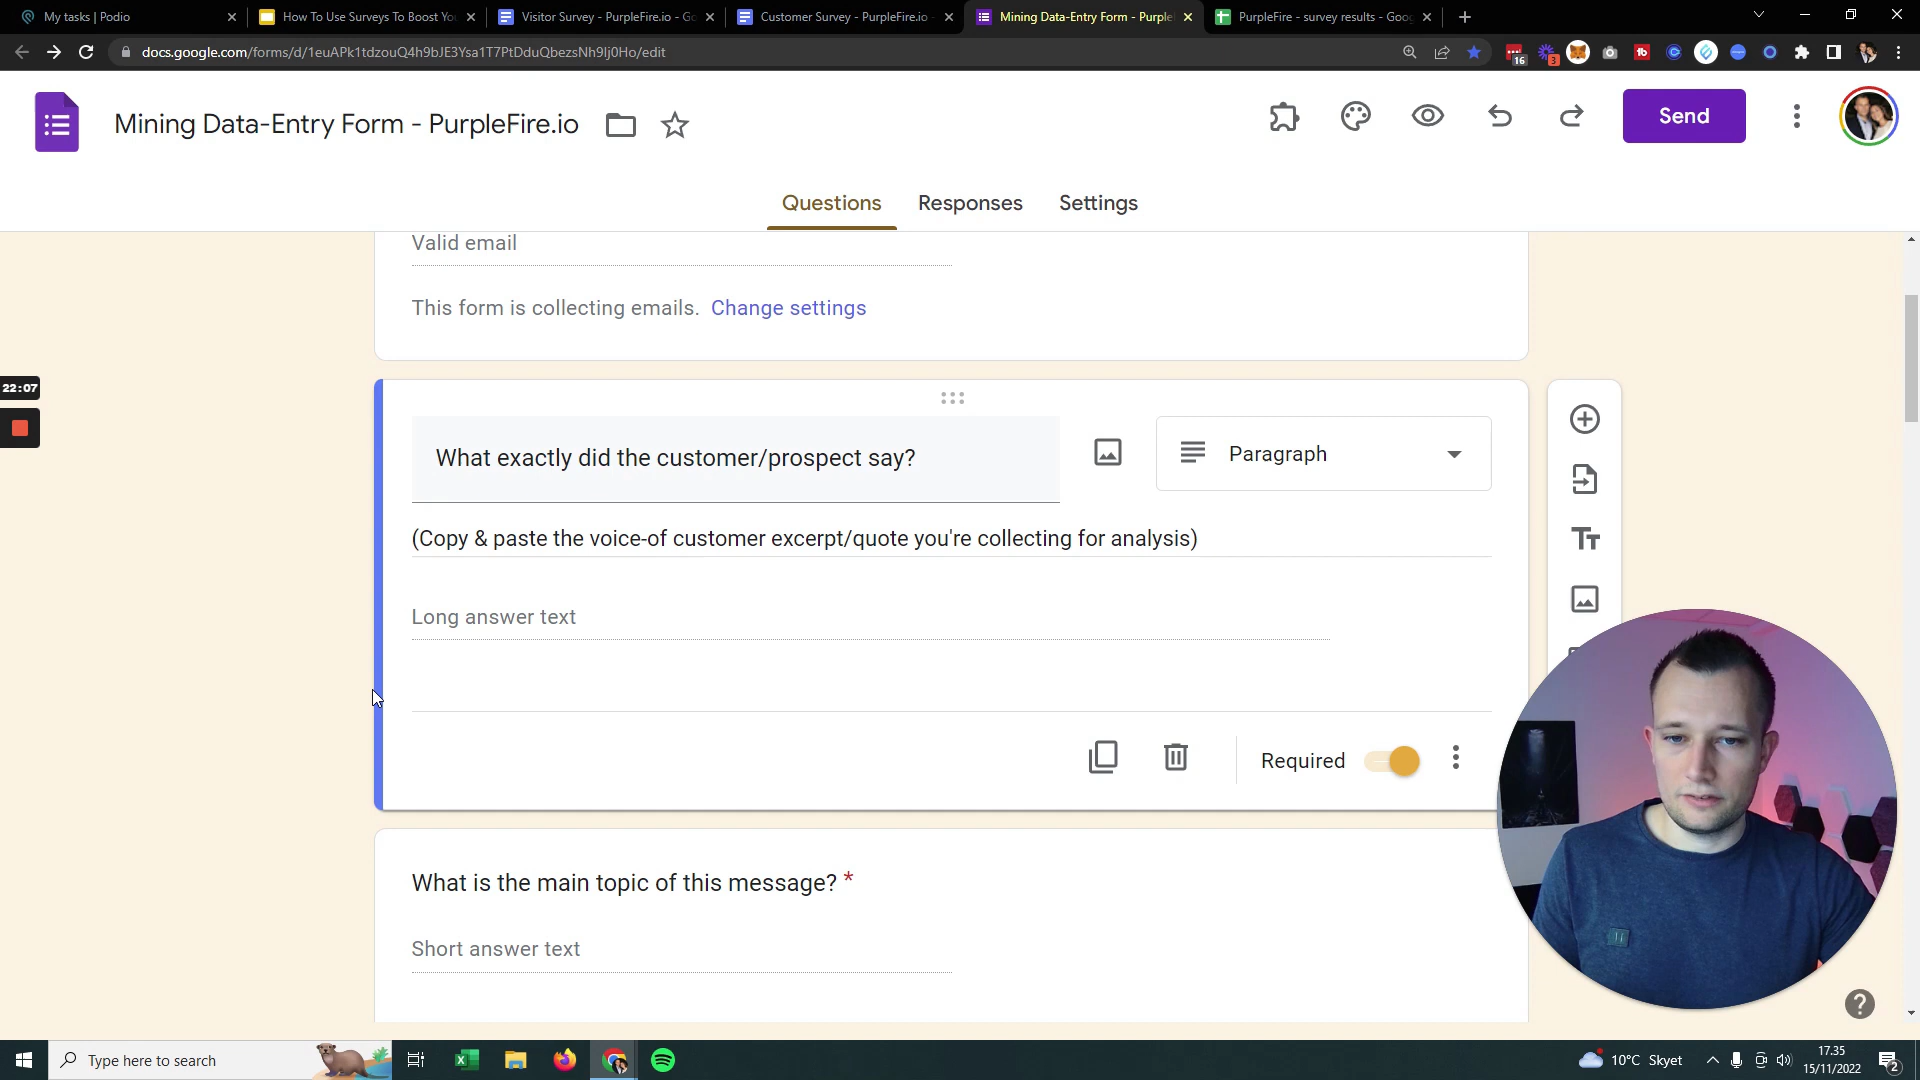 My tasks | Podio
How To Use Surveys To Boost Yo
Visitor Survey - PurpleFire.io - Go
Customer Survey - PurpleFire.io -
Mining Data-Entry Form - Purple
PurpleFire - survey results - Goog
docs.google.com/forms/d/1euAPk1tdzouQ4h9bJE3Ysa1T7PtDduQbezsNh9Ij0Ho/edit
16
3
Mining Data-Entry Form - PurpleFire.io
Send
Questions
Responses
Settings
Valid email
This form is collecting emails. Change settings
22:07
What exactly did the customer/prospect say?
Paragraph
(Copy & paste the voice-of customer excerpt/quote you're collecting for analysis)
Long answer text
Required
What is the main topic of this message? *
Short answer text
Type here to search
10°C Skyet
17.35
15/11/2022
2